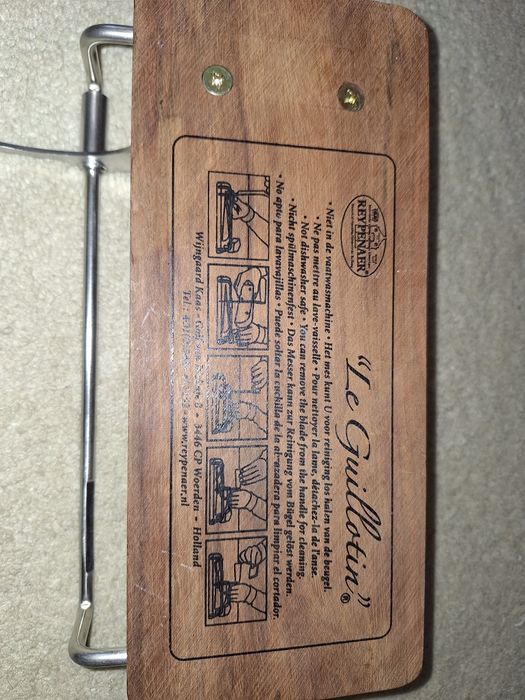 REYPENAER®
"Le Guillotin"®
• Niet in de vaatwasmachine • Het mes kunt U voor reiniging los halen van de beugel.
• Ne pas mettre au lave-vaisselle • Pour nettoyer la lame, détachez-la de l'anse.
• Not dishwasher safe • You can remove the blade from the handle for cleaning.
• Nicht spülmaschinenfest • Das Messer kann zur Reinigung vom Bügel gelöst werden.
• No apto para lavavajillas • Puede soltar la cuchilla de la abrazadera para limpiar el cortador.
Wijngaard Kaas - 8 • 3446 CP Woerden • Holland
Tel.: • www.reypenaer.nl